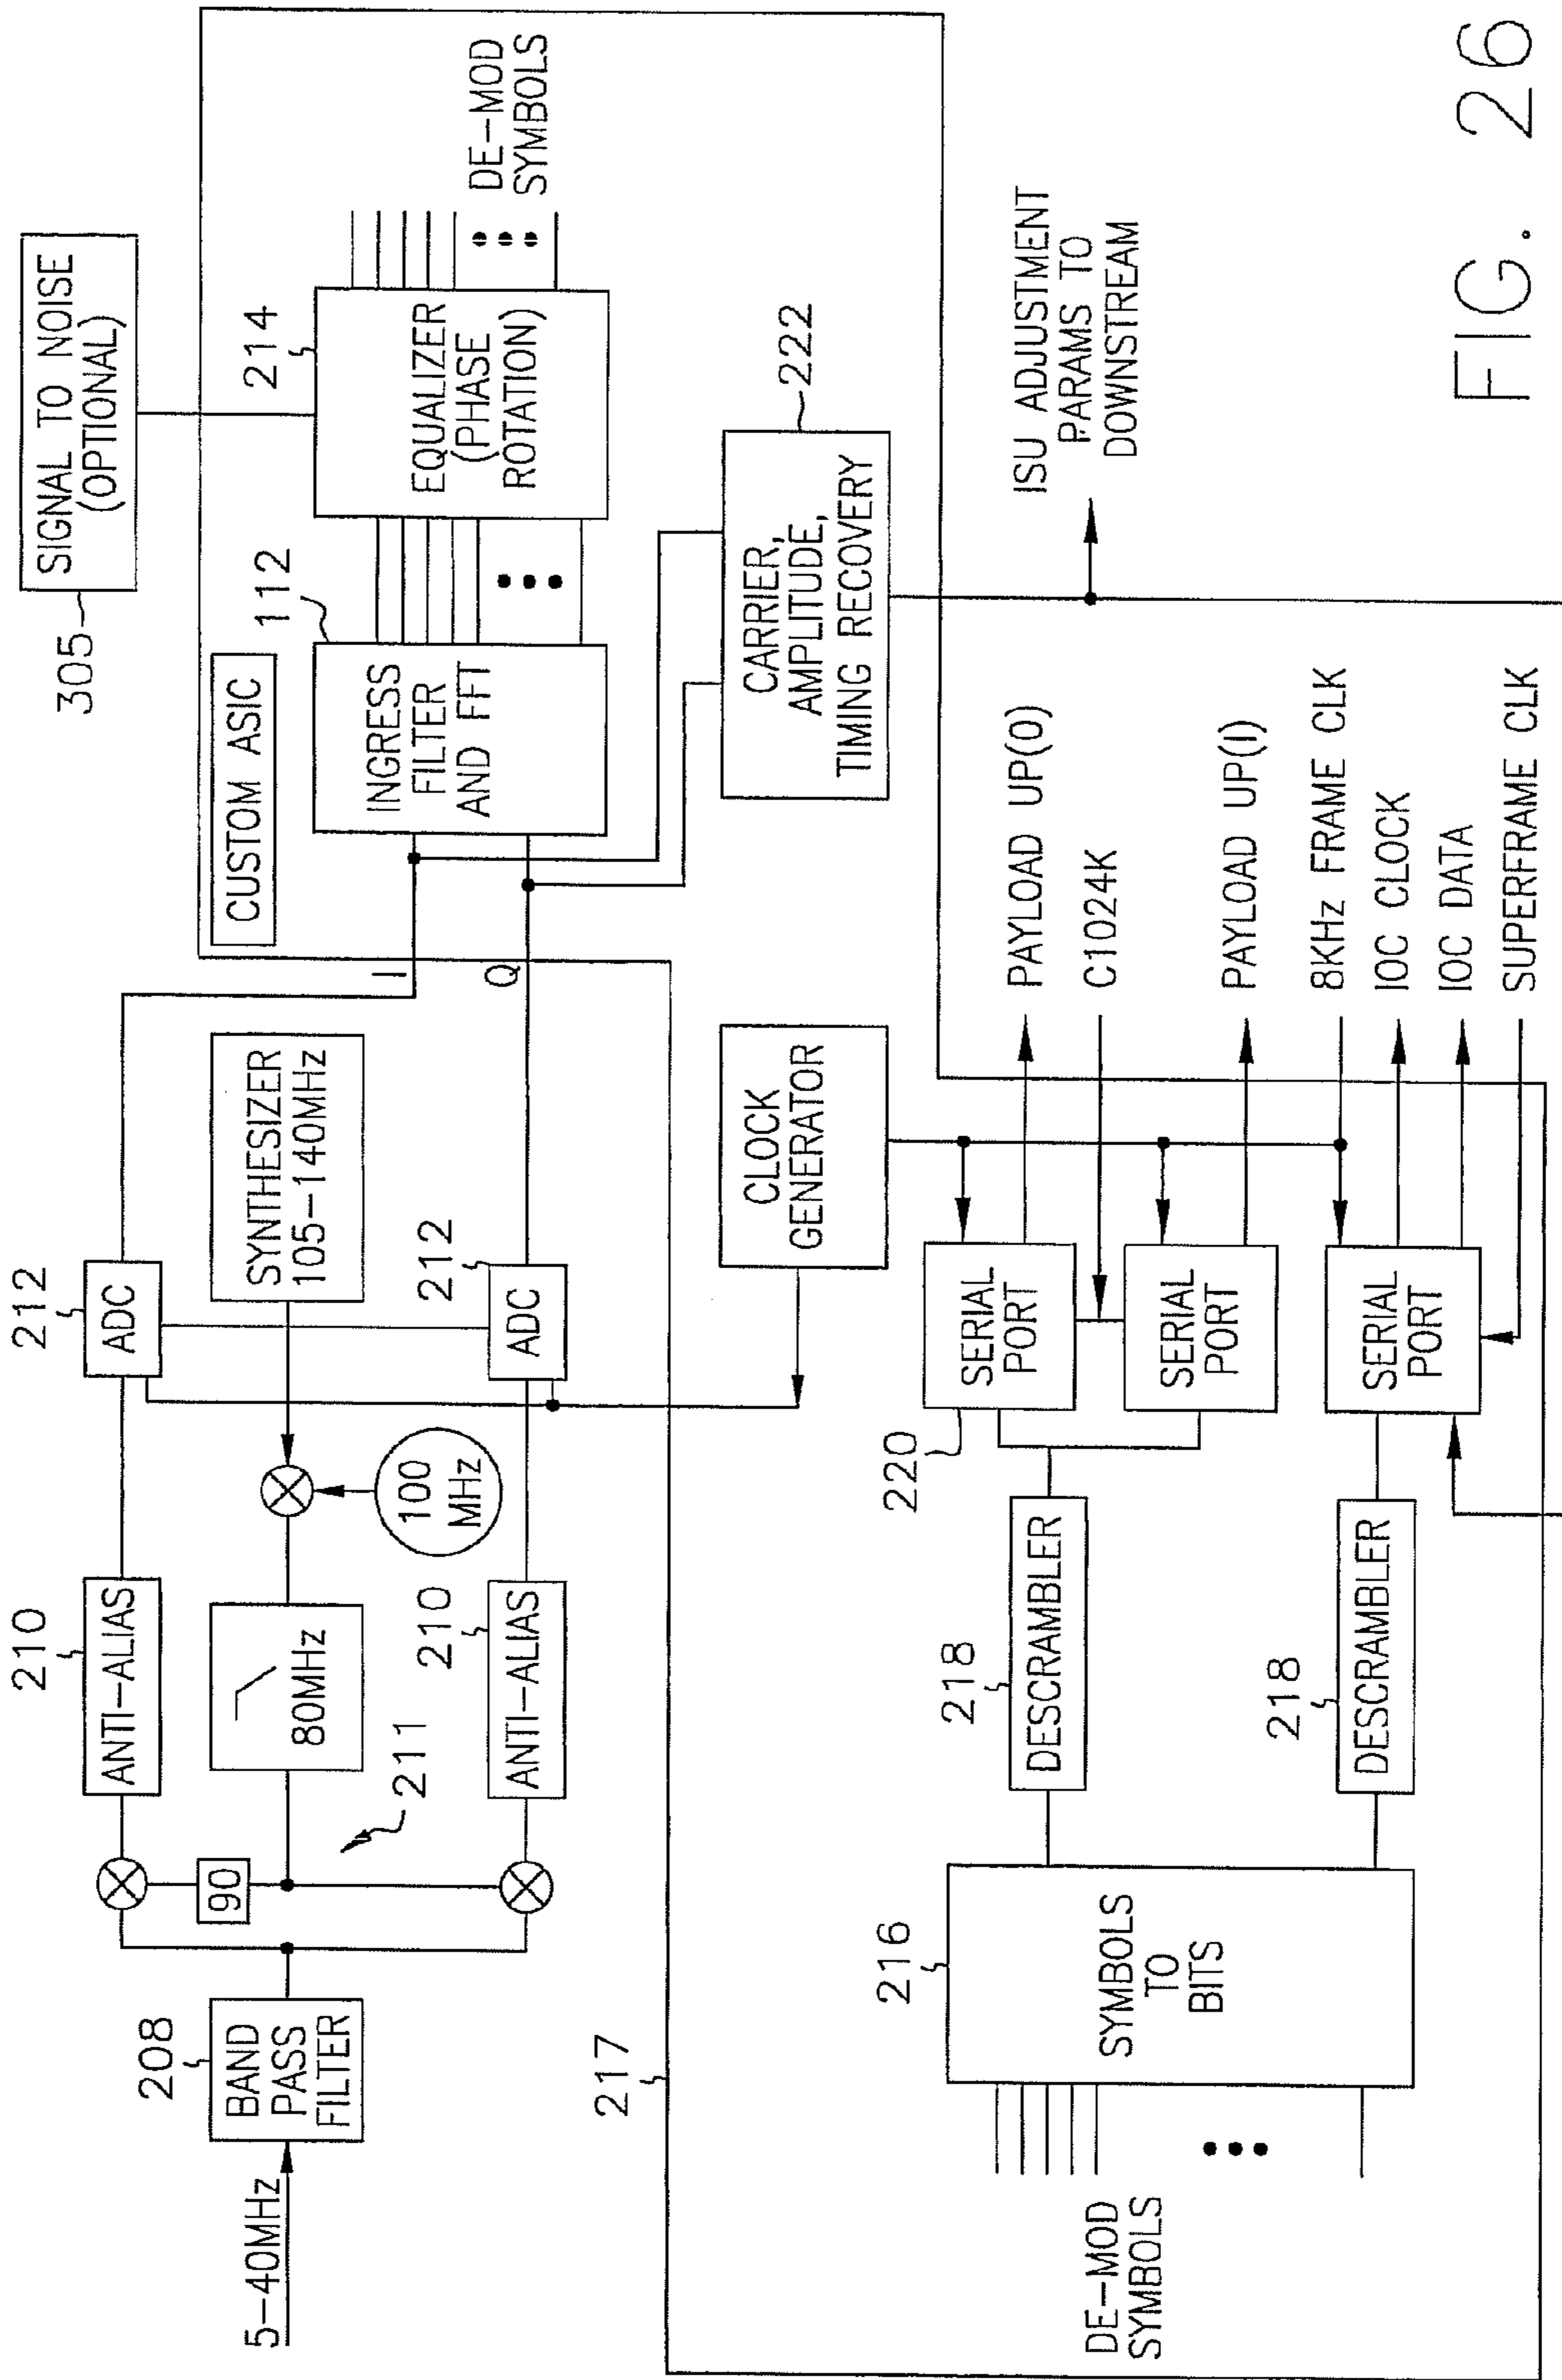 5-40MHz
208
BAND
PASS
FILTER
90
211
210
ANTI-ALIAS
80MHz
210
ANTI-ALIAS
100
MHz
212
ADC
SYNTHESIZER
105-140MHz
212
ADC
I
Q
305
SIGNAL TO NOISE
(OPTIONAL)
CUSTOM ASIC
112
INGRESS
FILTER
AND FFT
214
EQUALIZER
(PHASE
ROTATION)
DE-MOD
SYMBOLS
222
CARRIER,
AMPLITUDE,
TIMING RECOVERY
ISU ADJUSTMENT
PARAMS TO
DOWNSTREAM
217
DE-MOD
SYMBOLS
216
SYMBOLS
TO
BITS
218
DESCRAMBLER
218
DESCRAMBLER
220
SERIAL
PORT
SERIAL
PORT
SERIAL
PORT
CLOCK
GENERATOR
PAYLOAD UP(0)
C1024K
PAYLOAD UP(1)
8KHz FRAME CLK
IOC CLOCK
IOC DATA
SUPERFRAME CLK
FIG. 26